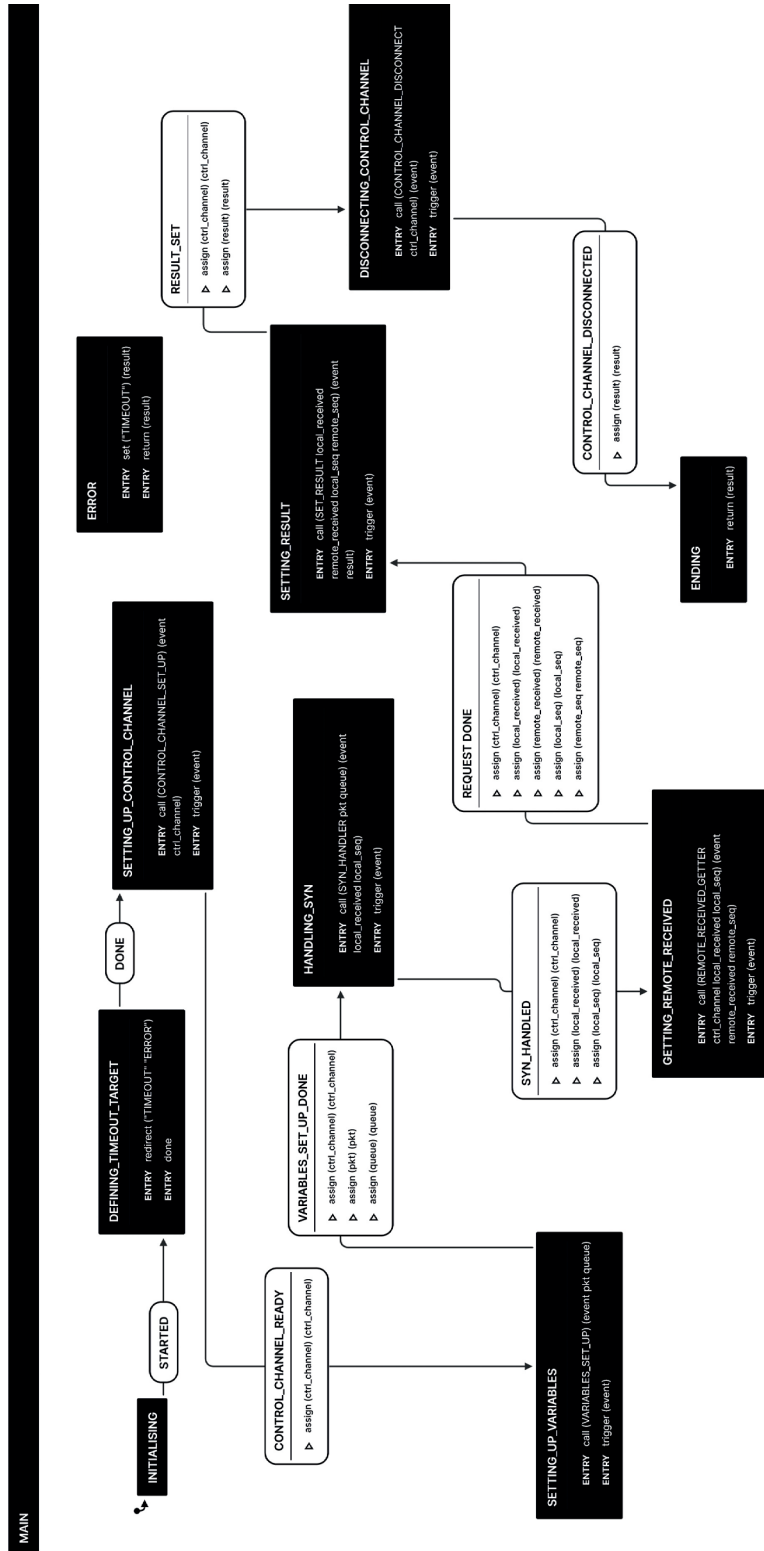 MAIN
INITIALISING
STARTED
DEFINING_TIMEOUT_TARGET
ENTRY redirect ("TIMEOUT" "ERROR")
ENTRY done
DONE
SETTING_UP_CONTROL_CHANNEL
ENTRY call (CONTROL_CHANNEL_SET_UP) (event
ctrl_channel)
ENTRY trigger (event)
ERROR
ENTRY set ("TIMEOUT") (result)
ENTRY return (result)
CONTROL_CHANNEL_READY
assign (ctrl_channel) (ctrl_channel)
SETTING_UP_VARIABLES
ENTRY call (VARIABLES_SET_UP) (event pkt queue)
ENTRY trigger (event)
VARIABLES_SET_UP_DONE
assign (ctrl_channel) (ctrl_channel)
assign (pkt) (pkt)
assign (queue) (queue)
HANDLING_SYN
ENTRY call (SYN_HANDLER pkt queue) (event
local_received local_seq)
ENTRY trigger (event)
SYN_HANDLED
assign (ctrl_channel) (ctrl_channel)
assign (local_received) (local_received)
assign (local_seq) (local_seq)
GETTING_REMOTE_RECEIVED
ENTRY call (REMOTE_RECEIVED_GETTER
ctrl_channel local_received local_seq) (event
remote_received remote_seq)
ENTRY trigger (event)
REQUEST DONE
assign (ctrl_channel) (ctrl_channel)
assign (local_received) (local_received)
assign (remote_received) (remote_received)
assign (local_seq) (local_seq)
assign (remote_seq remote_seq)
SETTING_RESULT
ENTRY call (SET_RESULT local_received
remote_received local_seq remote_seq) (event
result)
ENTRY trigger (event)
RESULT_SET
assign (ctrl_channel) (ctrl_channel)
assign (result) (result)
DISCONNECTING_CONTROL_CHANNEL
ENTRY call (CONTROL_CHANNEL_DISCONNECT
ctrl_channel) (event)
ENTRY trigger (event)
CONTROL_CHANNEL_DISCONNECTED
assign (result) (result)
ENDING
ENTRY return (result)